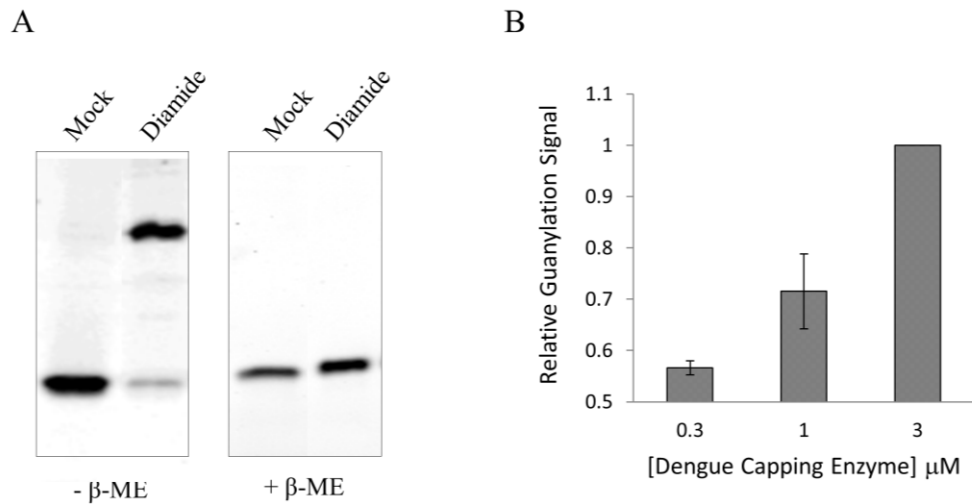 A
Mock
Diamide
Mock
Diamide
- β-ME
+ β-ME
B
Relative Guanylation Signal
1.1
1
0.9
0.8
0.7
0.6
0.5
0.3
1
3
[Dengue Capping Enzyme] μM